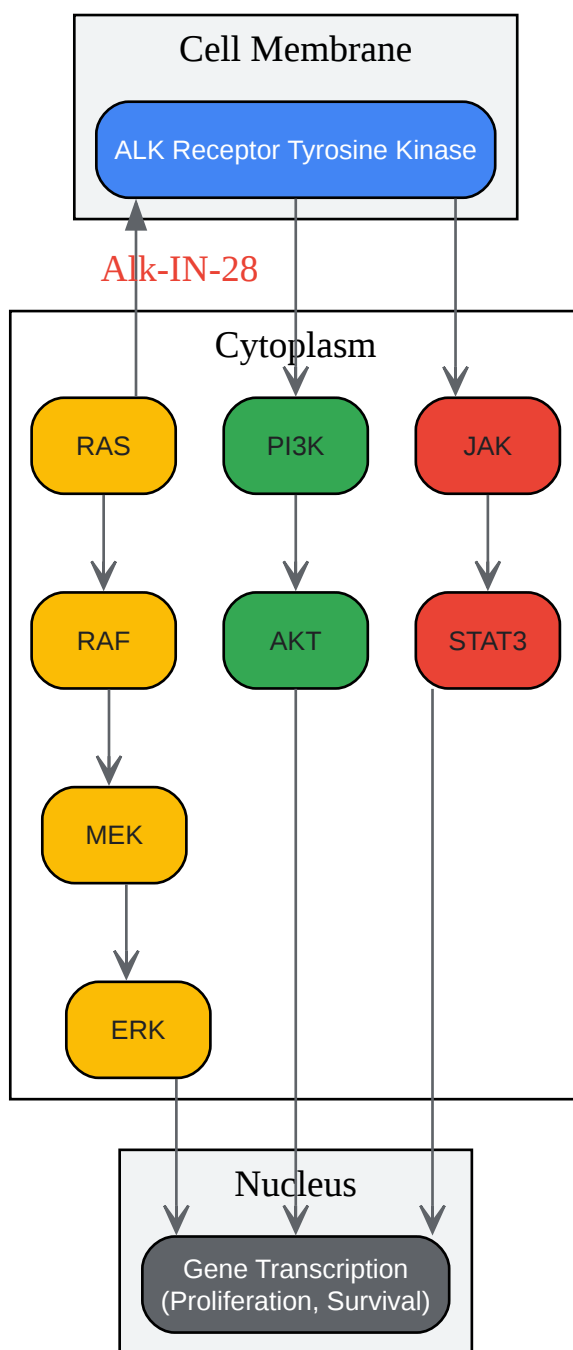 Cell Membrane
ALK Receptor Tyrosine Kinase
Alk-IN-28
Cytoplasm
RAS
PI3K
JAK
RAF
AKT
STAT3
MEK
ERK
Nucleus
Gene Transcription
(Proliferation, Survival)